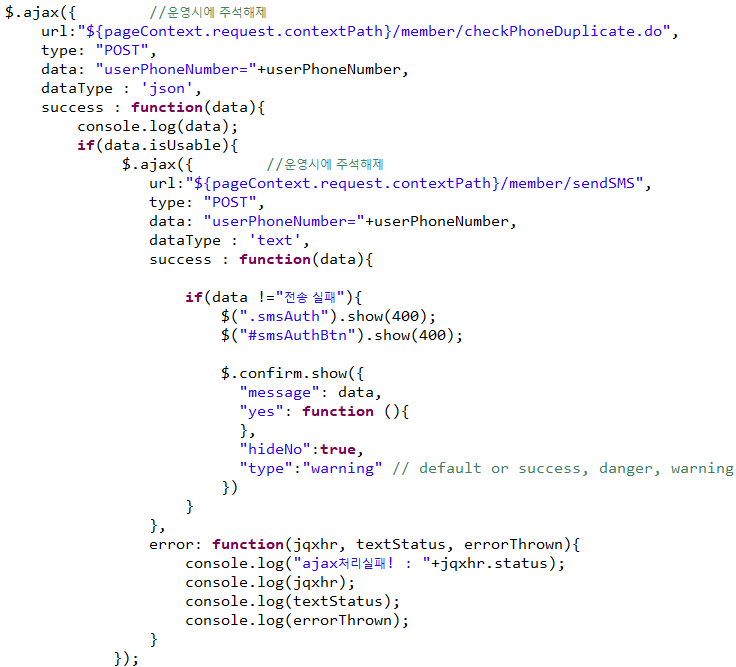 $.ajax({        //운영시에 주석해제
    url:"${pageContext.request.contextPath}/member/checkPhoneDuplicate.do",
    type: "POST",
    data: "userPhoneNumber="+userPhoneNumber,
    dataType : 'json',
    success : function(data){
        console.log(data);
        if(data.isUsable){
             $.ajax({        //운영시에 주석해제
                url:"${pageContext.request.contextPath}/member/sendSMS",
                type: "POST",
                data: "userPhoneNumber="+userPhoneNumber,
                dataType : 'text',
                success : function(data){
                    if(data !="전송 실패"){
                        $(".smsAuth").show(400);
                        $("#smsAuthBtn").show(400);
                        $.confirm.show({
                          "message": data,
                          "yes": function (){
                          },
                          "hideNo":true,
                          "type":"warning" // default or success, danger, warning
                        })
                    }
                },
                error: function(jqxhr, textStatus, errorThrown){
                    console.log("ajax처리실패! : "+jqxhr.status);
                    console.log(jqxhr);
                    console.log(textStatus);
                    console.log(errorThrown);
                }
            });